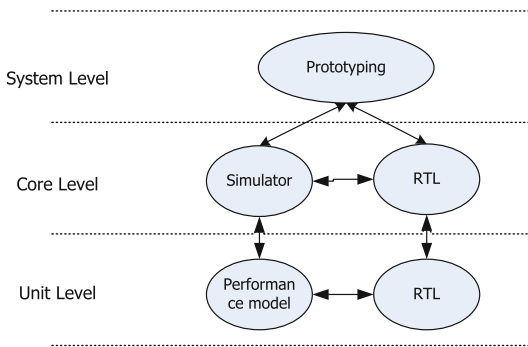 System Level
Prototyping
Core Level
Simulator
RTL
Unit Level
Performan
ce model
RTL